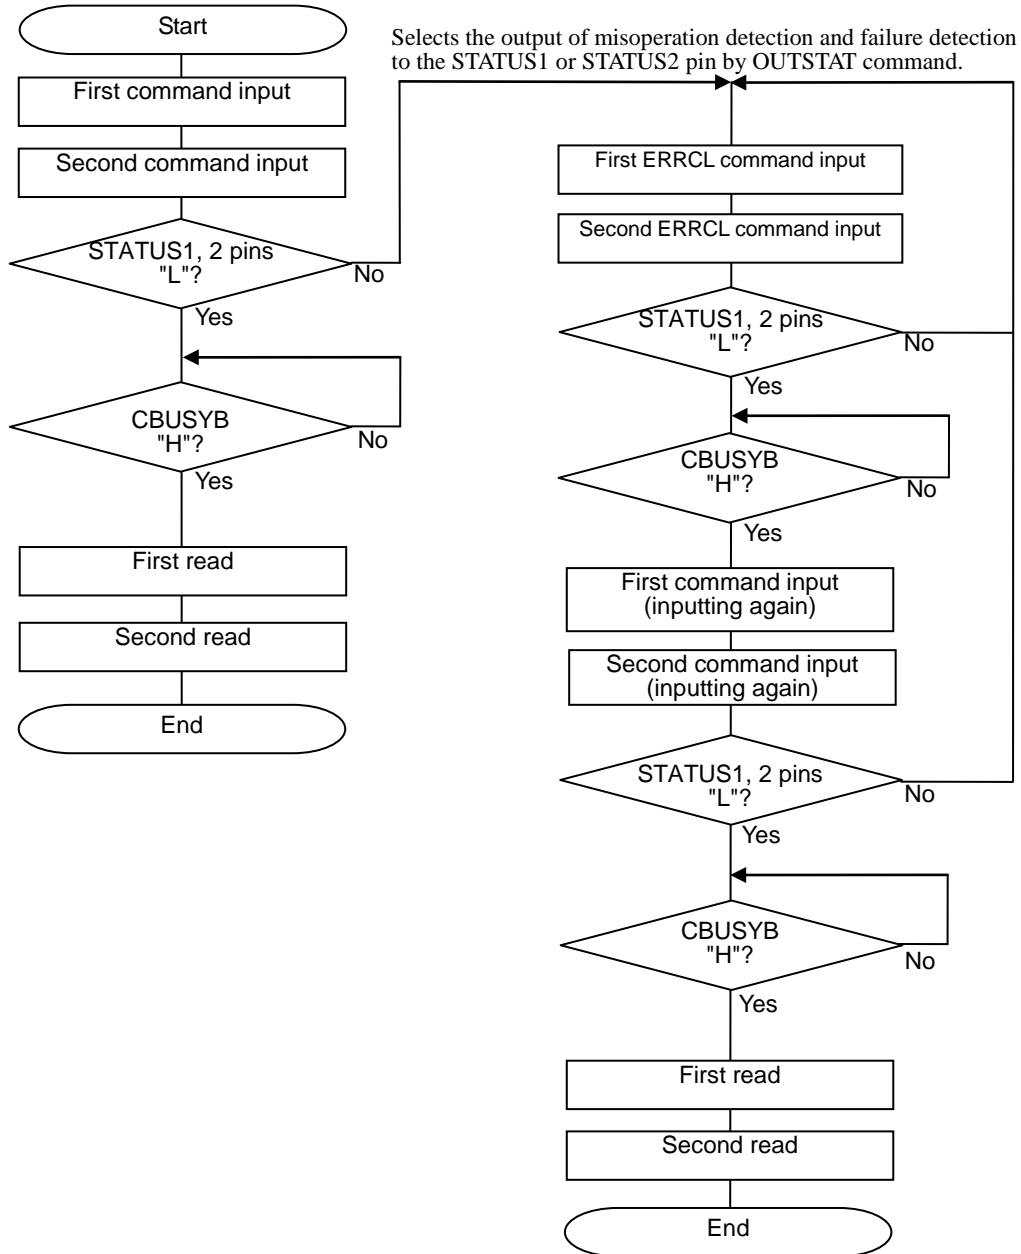 Start
First command input
Second command input
STATUS1, 2 pins
"L"?
No
Yes
CBUSYB
"H"?
No
Yes
First read
Second read
End
Selects the output of misoperation detection and failure detection
to the STATUS1 or STATUS2 pin by OUTSTAT command.
First ERRCL command input
Second ERRCL command input
STATUS1, 2 pins
"L"?
No
Yes
CBUSYB
"H"?
No
Yes
First command input
(inputting again)
Second command input
(inputting again)
STATUS1, 2 pins
"L"?
No
Yes
CBUSYB
"H"?
No
Yes
First read
Second read
End